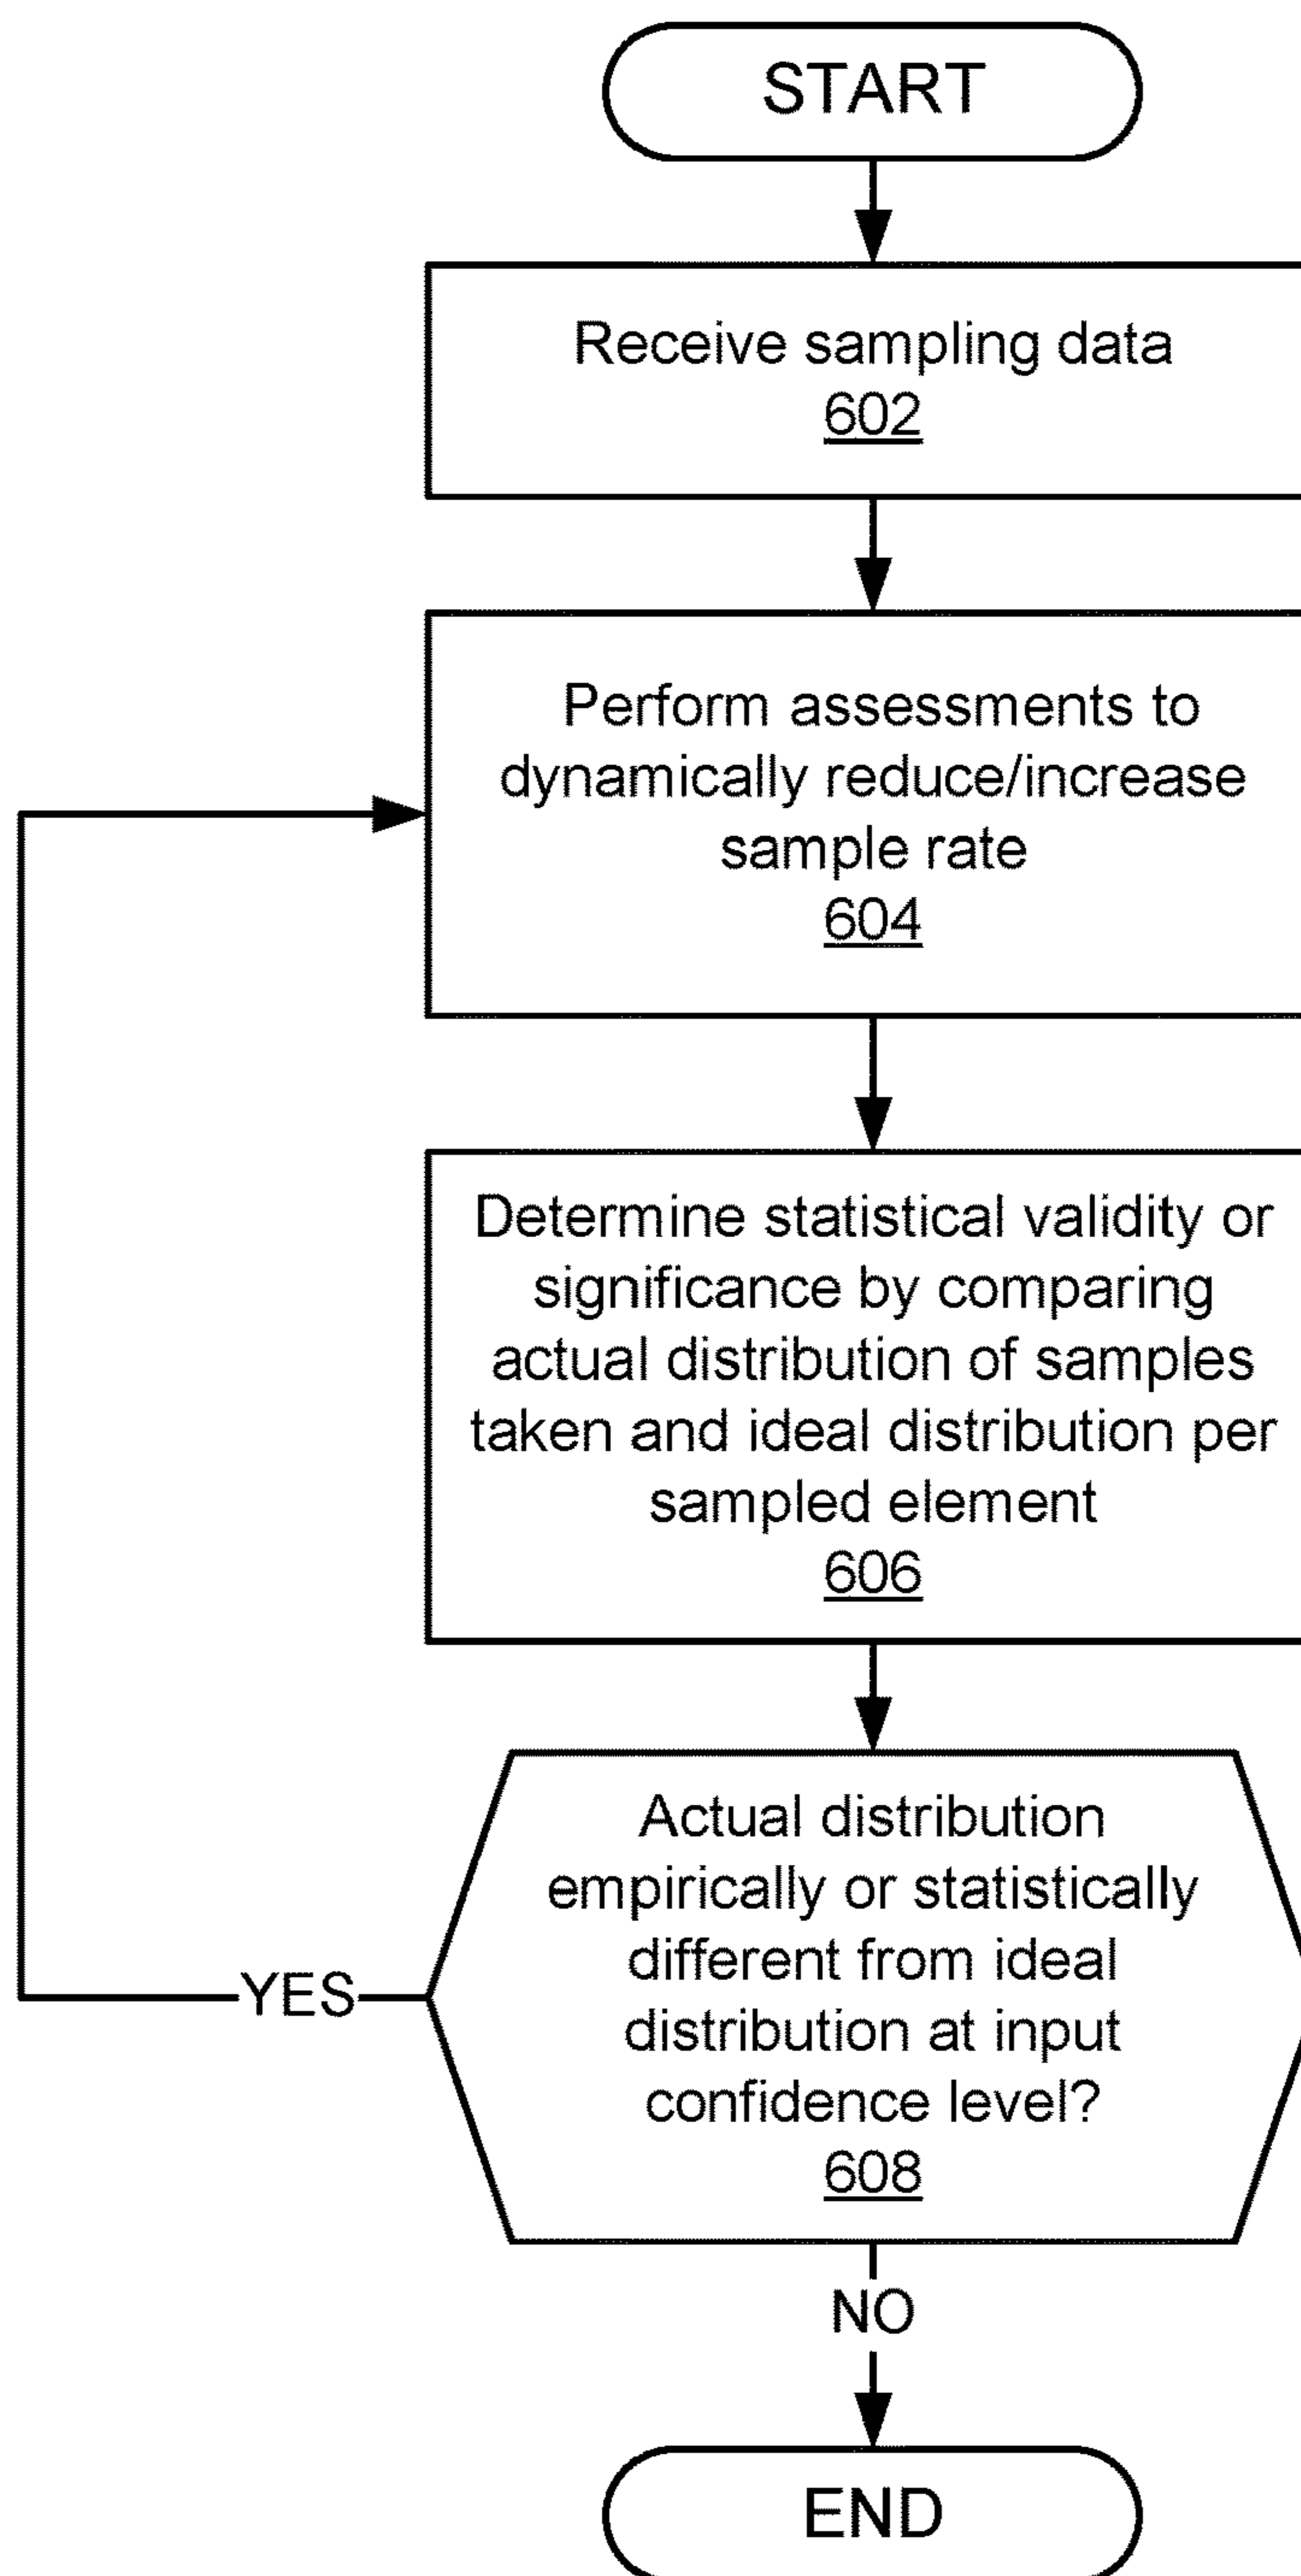 START
Receive sampling data
602
Perform assessments to
dynamically reduce/increase
sample rate
604
Determine statistical validity or
significance by comparing
actual distribution of samples
taken and ideal distribution per
sampled element
606
Actual distribution
empirically or statistically
different from ideal
distribution at input
confidence level?
608
YES
NO
END